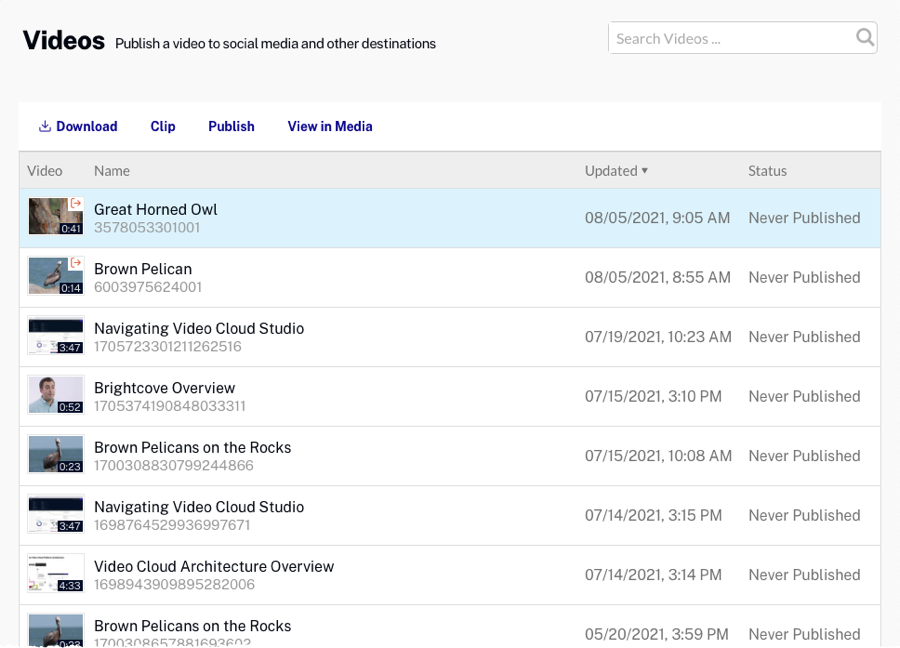 Videos Publish a video to social media and other destinations
Search Videos ...
Download Clip Publish View in Media
Video Name Updated ▾ Status
0:41 Great Horned Owl 08/05/2021, 9:05 AM Never Published
3578053301001
0:14 Brown Pelican 08/05/2021, 8:55 AM Never Published
6003975624001
3:47 Navigating Video Cloud Studio 07/19/2021, 10:23 AM Never Published
1705723301211262516
0:52 Brightcove Overview 07/15/2021, 3:10 PM Never Published
1705374190848033311
0:23 Brown Pelicans on the Rocks 07/15/2021, 10:08 AM Never Published
1700308830799244866
3:47 Navigating Video Cloud Studio 07/14/2021, 3:15 PM Never Published
1698764529936997671
4:33 Video Cloud Architecture Overview 07/14/2021, 3:14 PM Never Published
1698943909895282006
0:23 Brown Pelicans on the Rocks 05/20/2021, 3:59 PM Never Published
1700308657881693602